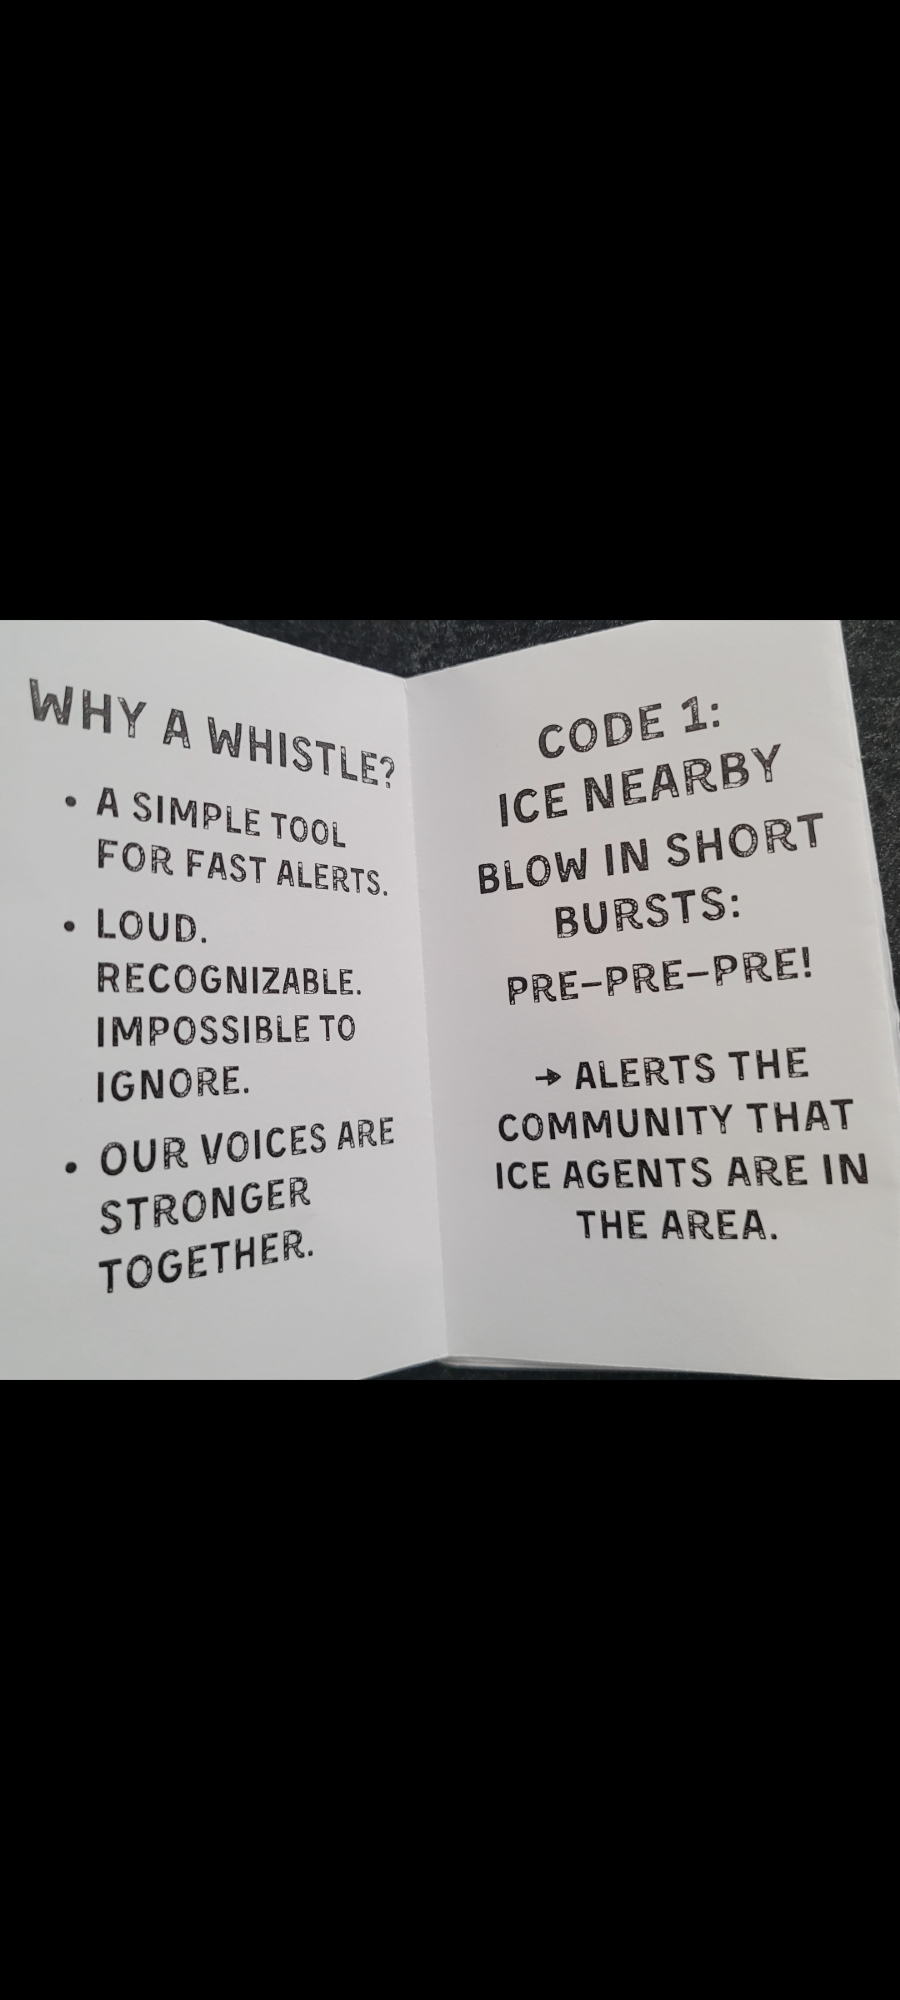 WHY A WHISTLE?
• A SIMPLE TOOL
FOR FAST ALERTS.
• LOUD.
RECOGNIZABLE.
IMPOSSIBLE TO
IGNORE.
• OUR VOICES ARE
STRONGER
TOGETHER.
CODE 1:
ICE NEARBY
BLOW IN SHORT
BURSTS:
PRE-PRE-PRE!
→ ALERTS THE
COMMUNITY THAT
ICE AGENTS ARE IN
THE AREA.